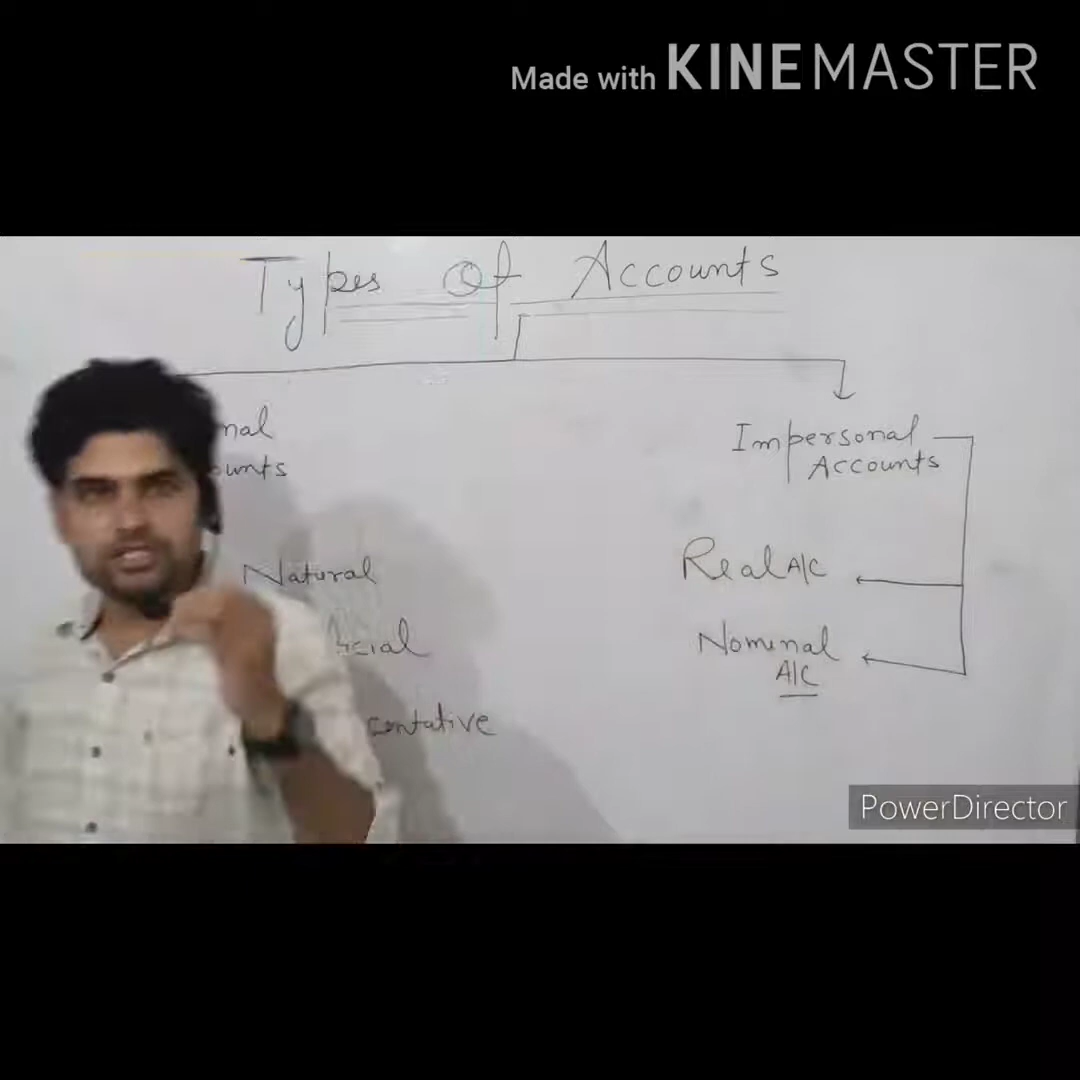 Made with KINEMASTER
Types Of Accounts
Impersonal
Accounts
Real A/C
Natural
Nominal
A/C
PowerDirector